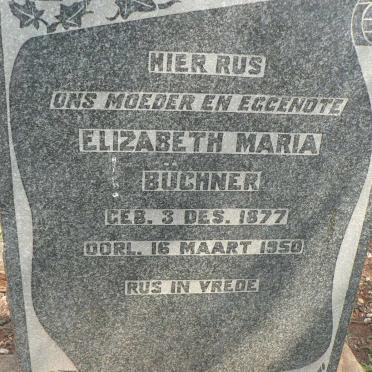 HIER RUS
ONS MOEDER EN EGGENOTE
ELIZABETH MARIA
BÜCHNER
GEB. 3 DES. 1877
OORL. 16 MAART 1950
RUS IN VREDE